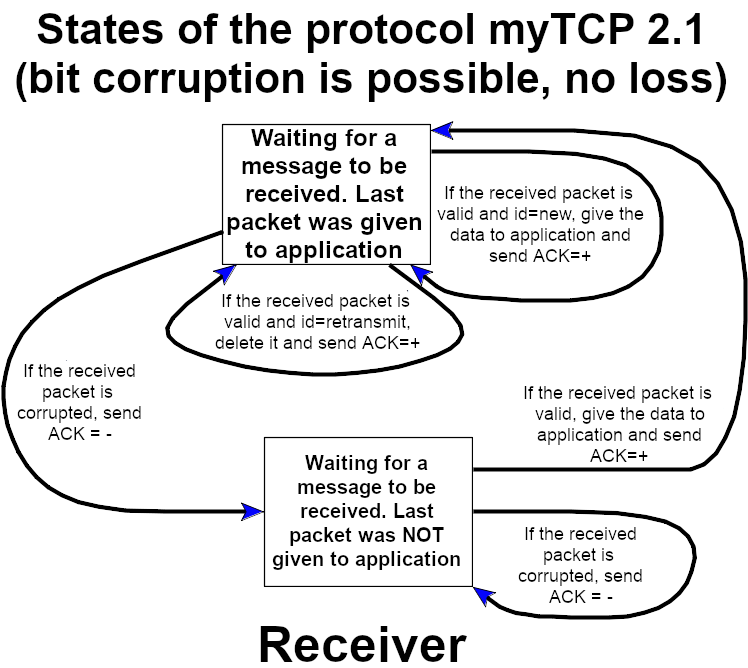 States of the protocol myTCP 2.1
(bit corruption is possible, no loss)
Waiting for a
message to be
received. Last
packet was given
to application
If the received packet is
valid and id=new, give the
data to application and
send ACK=+
If the received packet is
valid and id=retransmit,
delete it and send ACK=+
If the received
packet is
corrupted, send
ACK = -
If the received packet is
valid, give the data to
application and send
ACK=+
Waiting for a
message to be
received. Last
packet was NOT
given to application
If the received
packet is
corrupted, send
ACK = -
Receiver